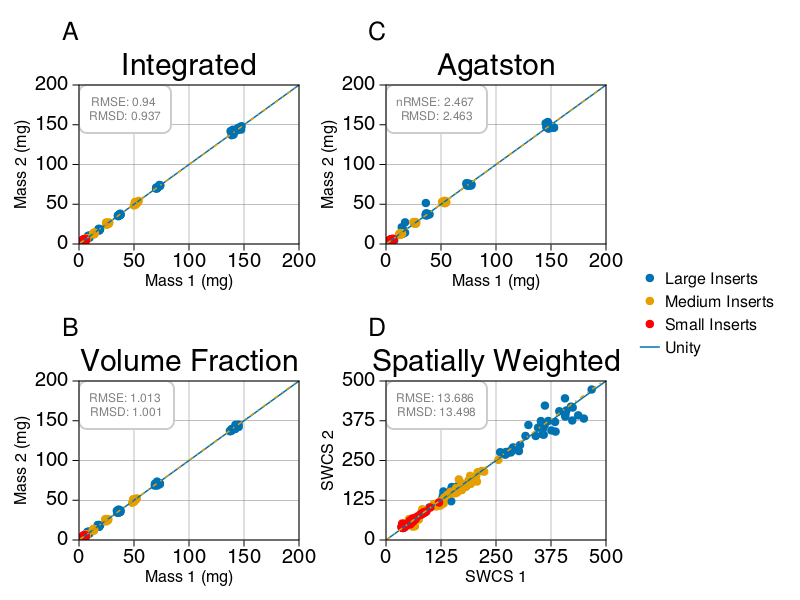 A
Integrated
200
150
100
50
0
RMSE: 0.94
RMSD: 0.937
Mass 2 (mg)
0 50 100 150 200
Mass 1 (mg)
C
Agatston
200
150
100
50
0
nRMSE: 2.467
RMSD: 2.463
Mass 2 (mg)
0 50 100 150 200
Mass 1 (mg)
Large Inserts
Medium Inserts
Small Inserts
Unity
B
Volume Fraction
200
150
100
50
0
RMSE: 1.013
RMSD: 1.001
Mass 2 (mg)
0 50 100 150 200
Mass 1 (mg)
D
Spatially Weighted
500
375
250
125
0
RMSE: 13.686
RMSD: 13.498
SWCS 2
0 125 250 375 500
SWCS 1